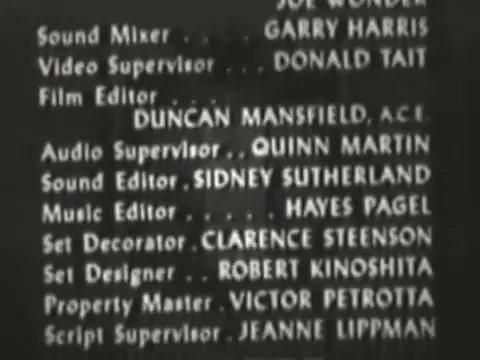 JOE WONDER
Sound Mixer . . . . GARRY HARRIS
Video Supervisor . . . DONALD TAIT
Film Editor . . .
DUNCAN MANSFIELD, A.C.E.
Audio Supervisor . . QUINN MARTIN
Sound Editor . SIDNEY SUTHERLAND
Music Editor . . . . . HAYES PAGEL
Set Decorator . CLARENCE STEENSON
Set Designer . . ROBERT KINOSHITA
Property Master . VICTOR PETROTTA
Script Supervisor . JEANNE LIPPMAN